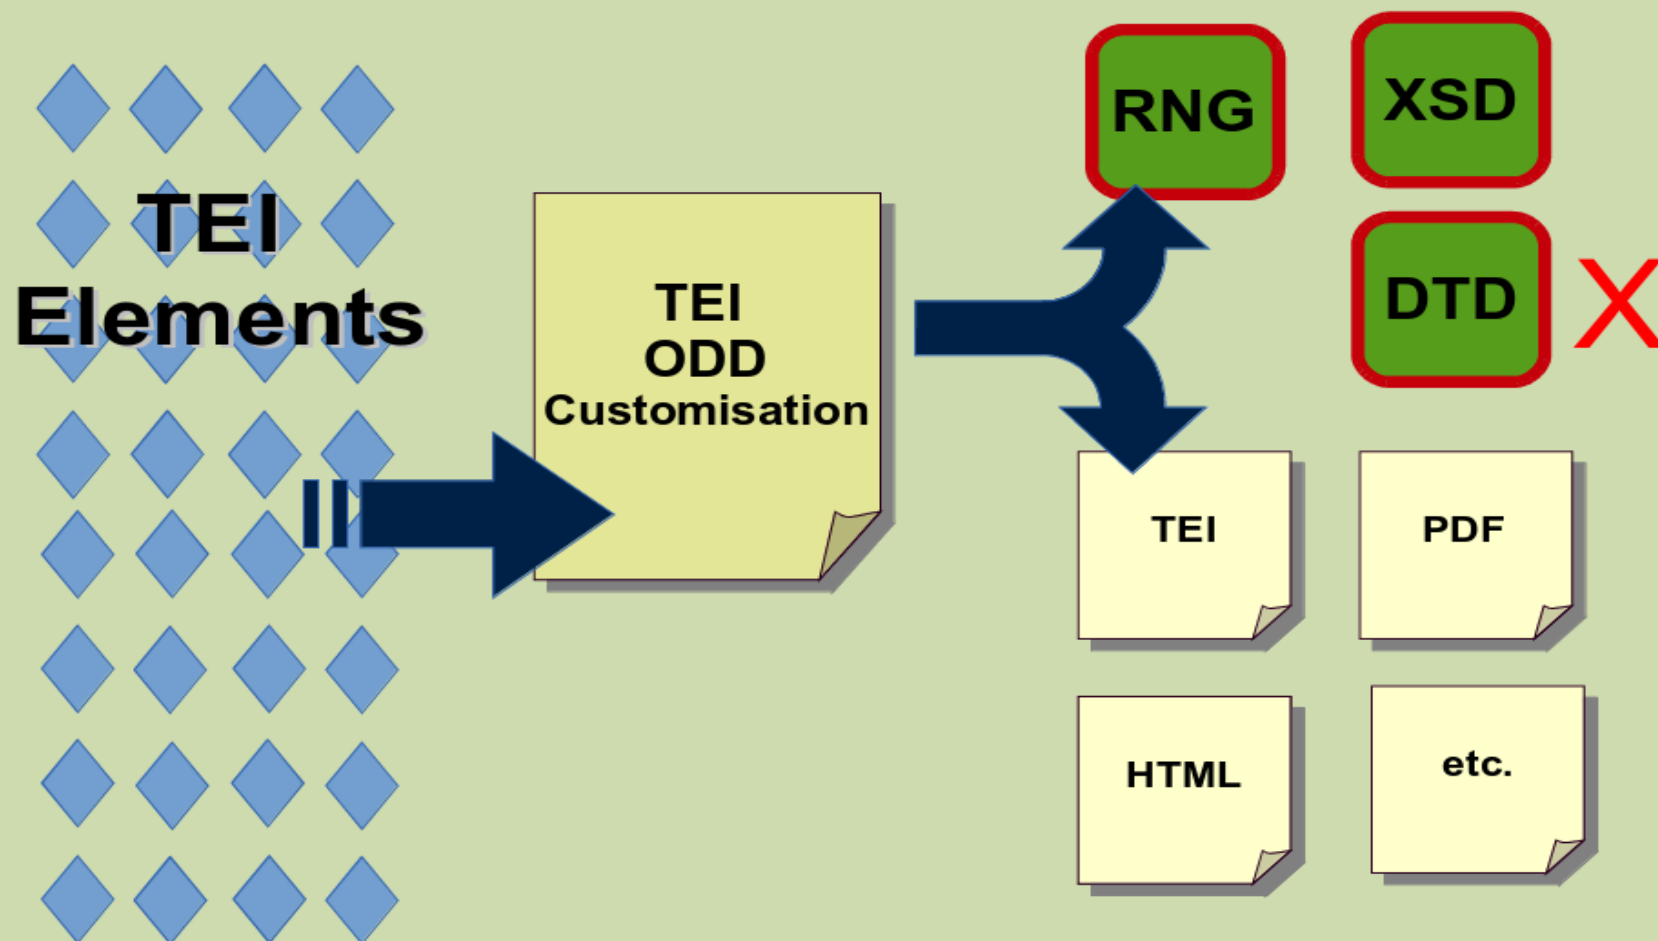 TEI
Elements
TEI
ODD
Customisation
RNG
XSD
DTD
X
TEI
PDF
HTML
etc.